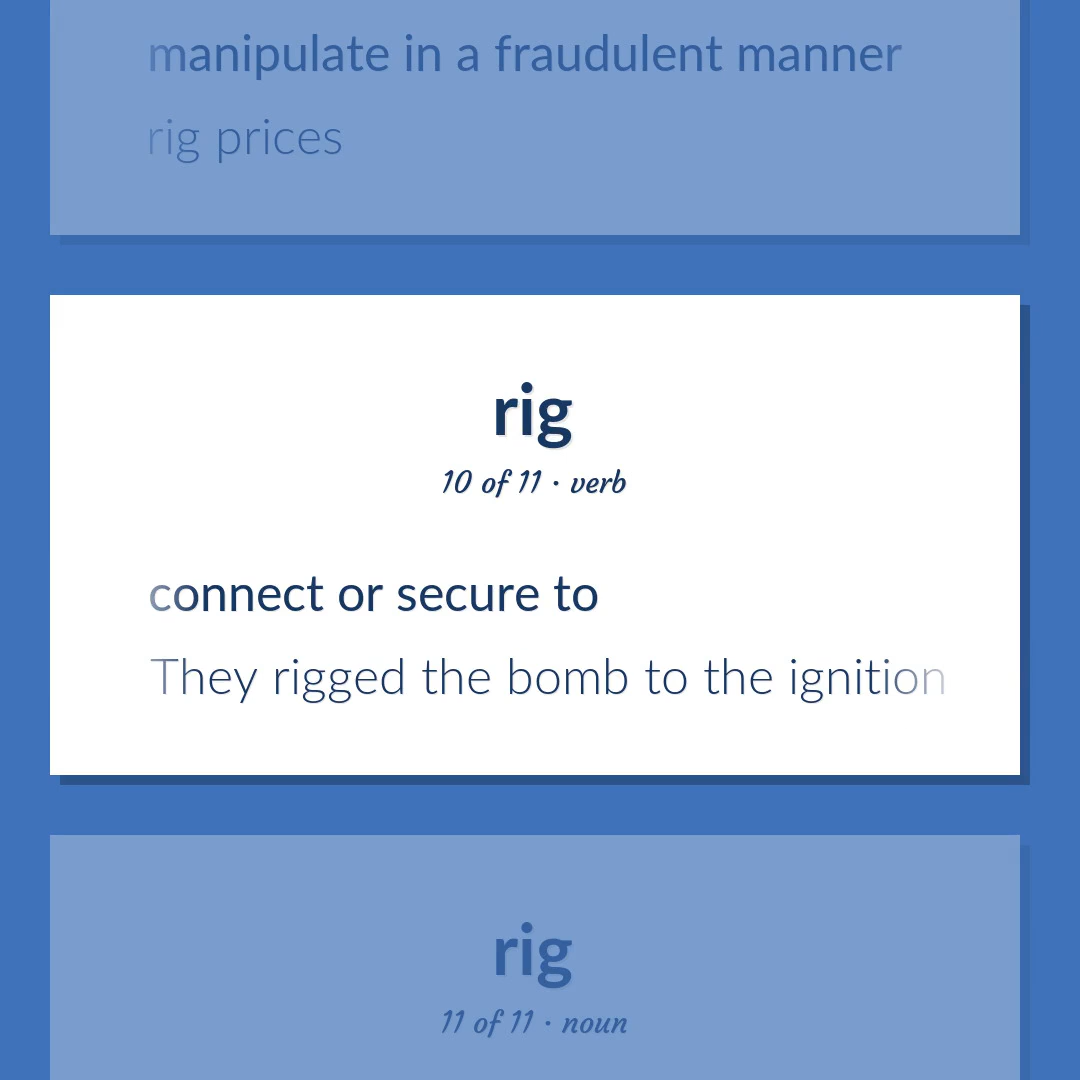 manipulate in a fraudulent manner
rig prices
rig
10 of 11 · verb
connect or secure to
They rigged the bomb to the ignition
rig
11 of 11 · noun